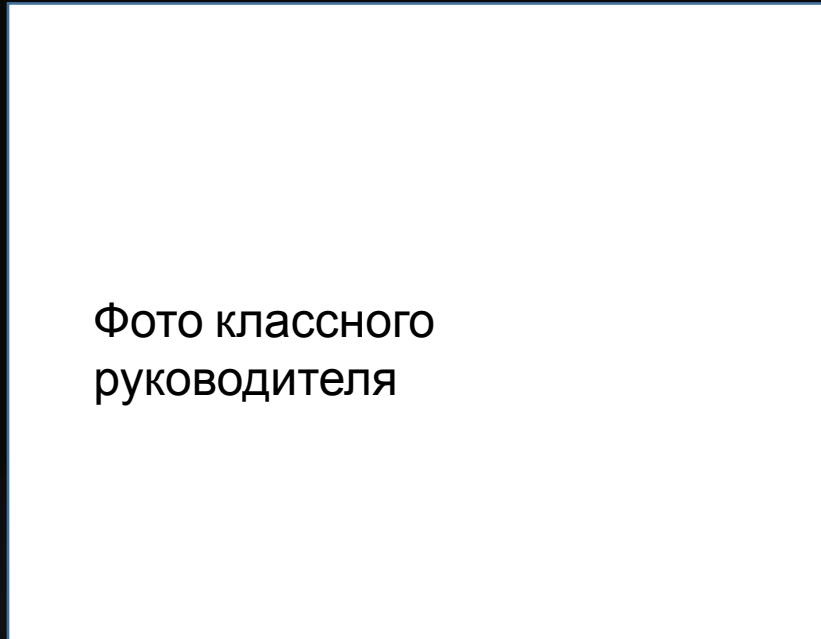 Фото классного
руководителя